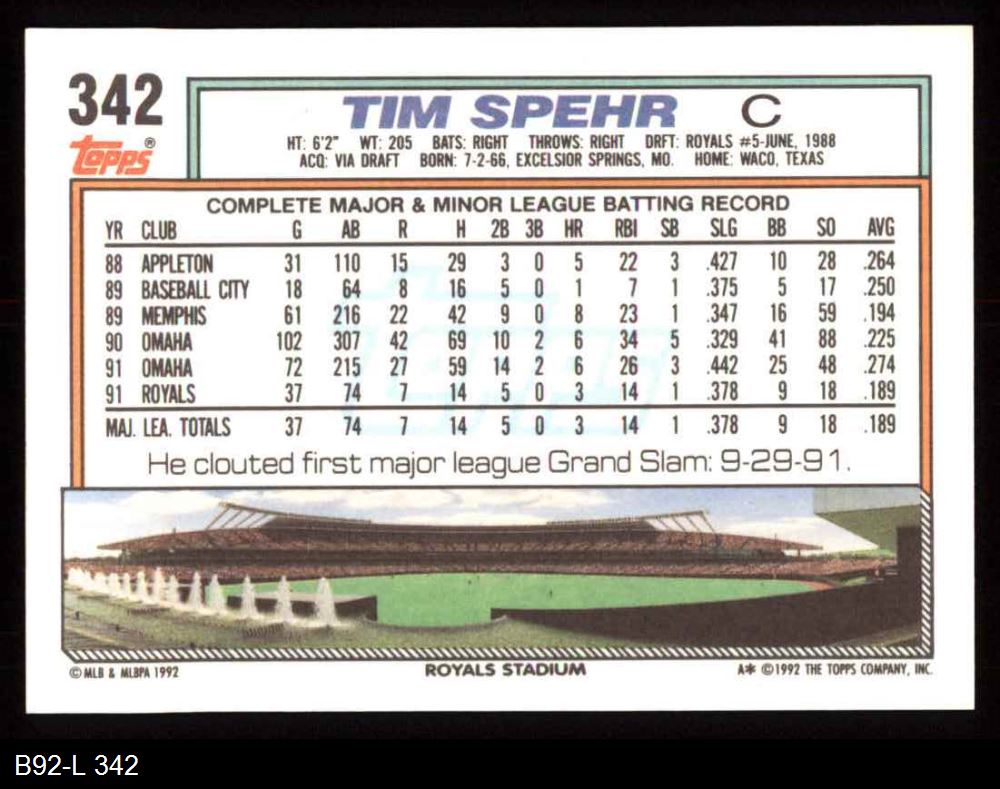 342
TOPPS®
TIM SPEHR C
HT: 6'2" WT: 205 BATS: RIGHT THROWS: RIGHT DRFT: ROYALS #5-JUNE, 1988
ACQ: VIA DRAFT BORN: 7-2-66, EXCELSIOR SPRINGS, MO. HOME: WACO, TEXAS
COMPLETE MAJOR & MINOR LEAGUE BATTING RECORD
YR CLUB G AB R H 2B 3B HR RBI SB SLG BB SO AVG
88 APPLETON 31 110 15 29 3 0 5 22 3 .427 10 28 .264
89 BASEBALL CITY 18 64 8 16 5 0 1 7 1 .375 5 17 .250
89 MEMPHIS 61 216 22 42 9 0 8 23 1 .347 16 59 .194
90 OMAHA 102 307 42 69 10 2 6 34 5 .329 41 88 .225
91 OMAHA 72 215 27 59 14 2 6 26 3 .442 25 48 .274
91 ROYALS 37 74 7 14 5 0 3 14 1 .378 9 18 .189
MAJ. LEA. TOTALS 37 74 7 14 5 0 3 14 1 .378 9 18 .189
He clouted first major league Grand Slam: 9-29-91.
© MLB & MLBPA 1992 ROYALS STADIUM A* ©1992 THE TOPPS COMPANY, INC.
B92-L 342